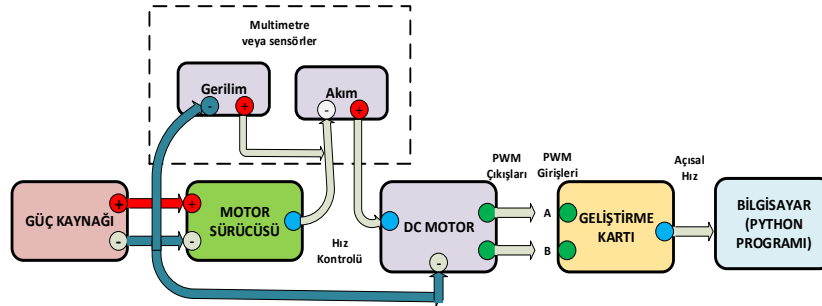 Multimetre
veya sensörler
Gerilim
Akım
-
+
-
+
GÜÇ KAYNAĞI
+
-
+
-
MOTOR
SÜRÜCÜSÜ
Hız
Kontrolü
DC MOTOR
-
PWM
Çıkışları
PWM
Girişleri
A
B
GELİŞTİRME
KARTI
Açısal
Hız
BİLGİSAYAR
(PYTHON
PROGRAMI)